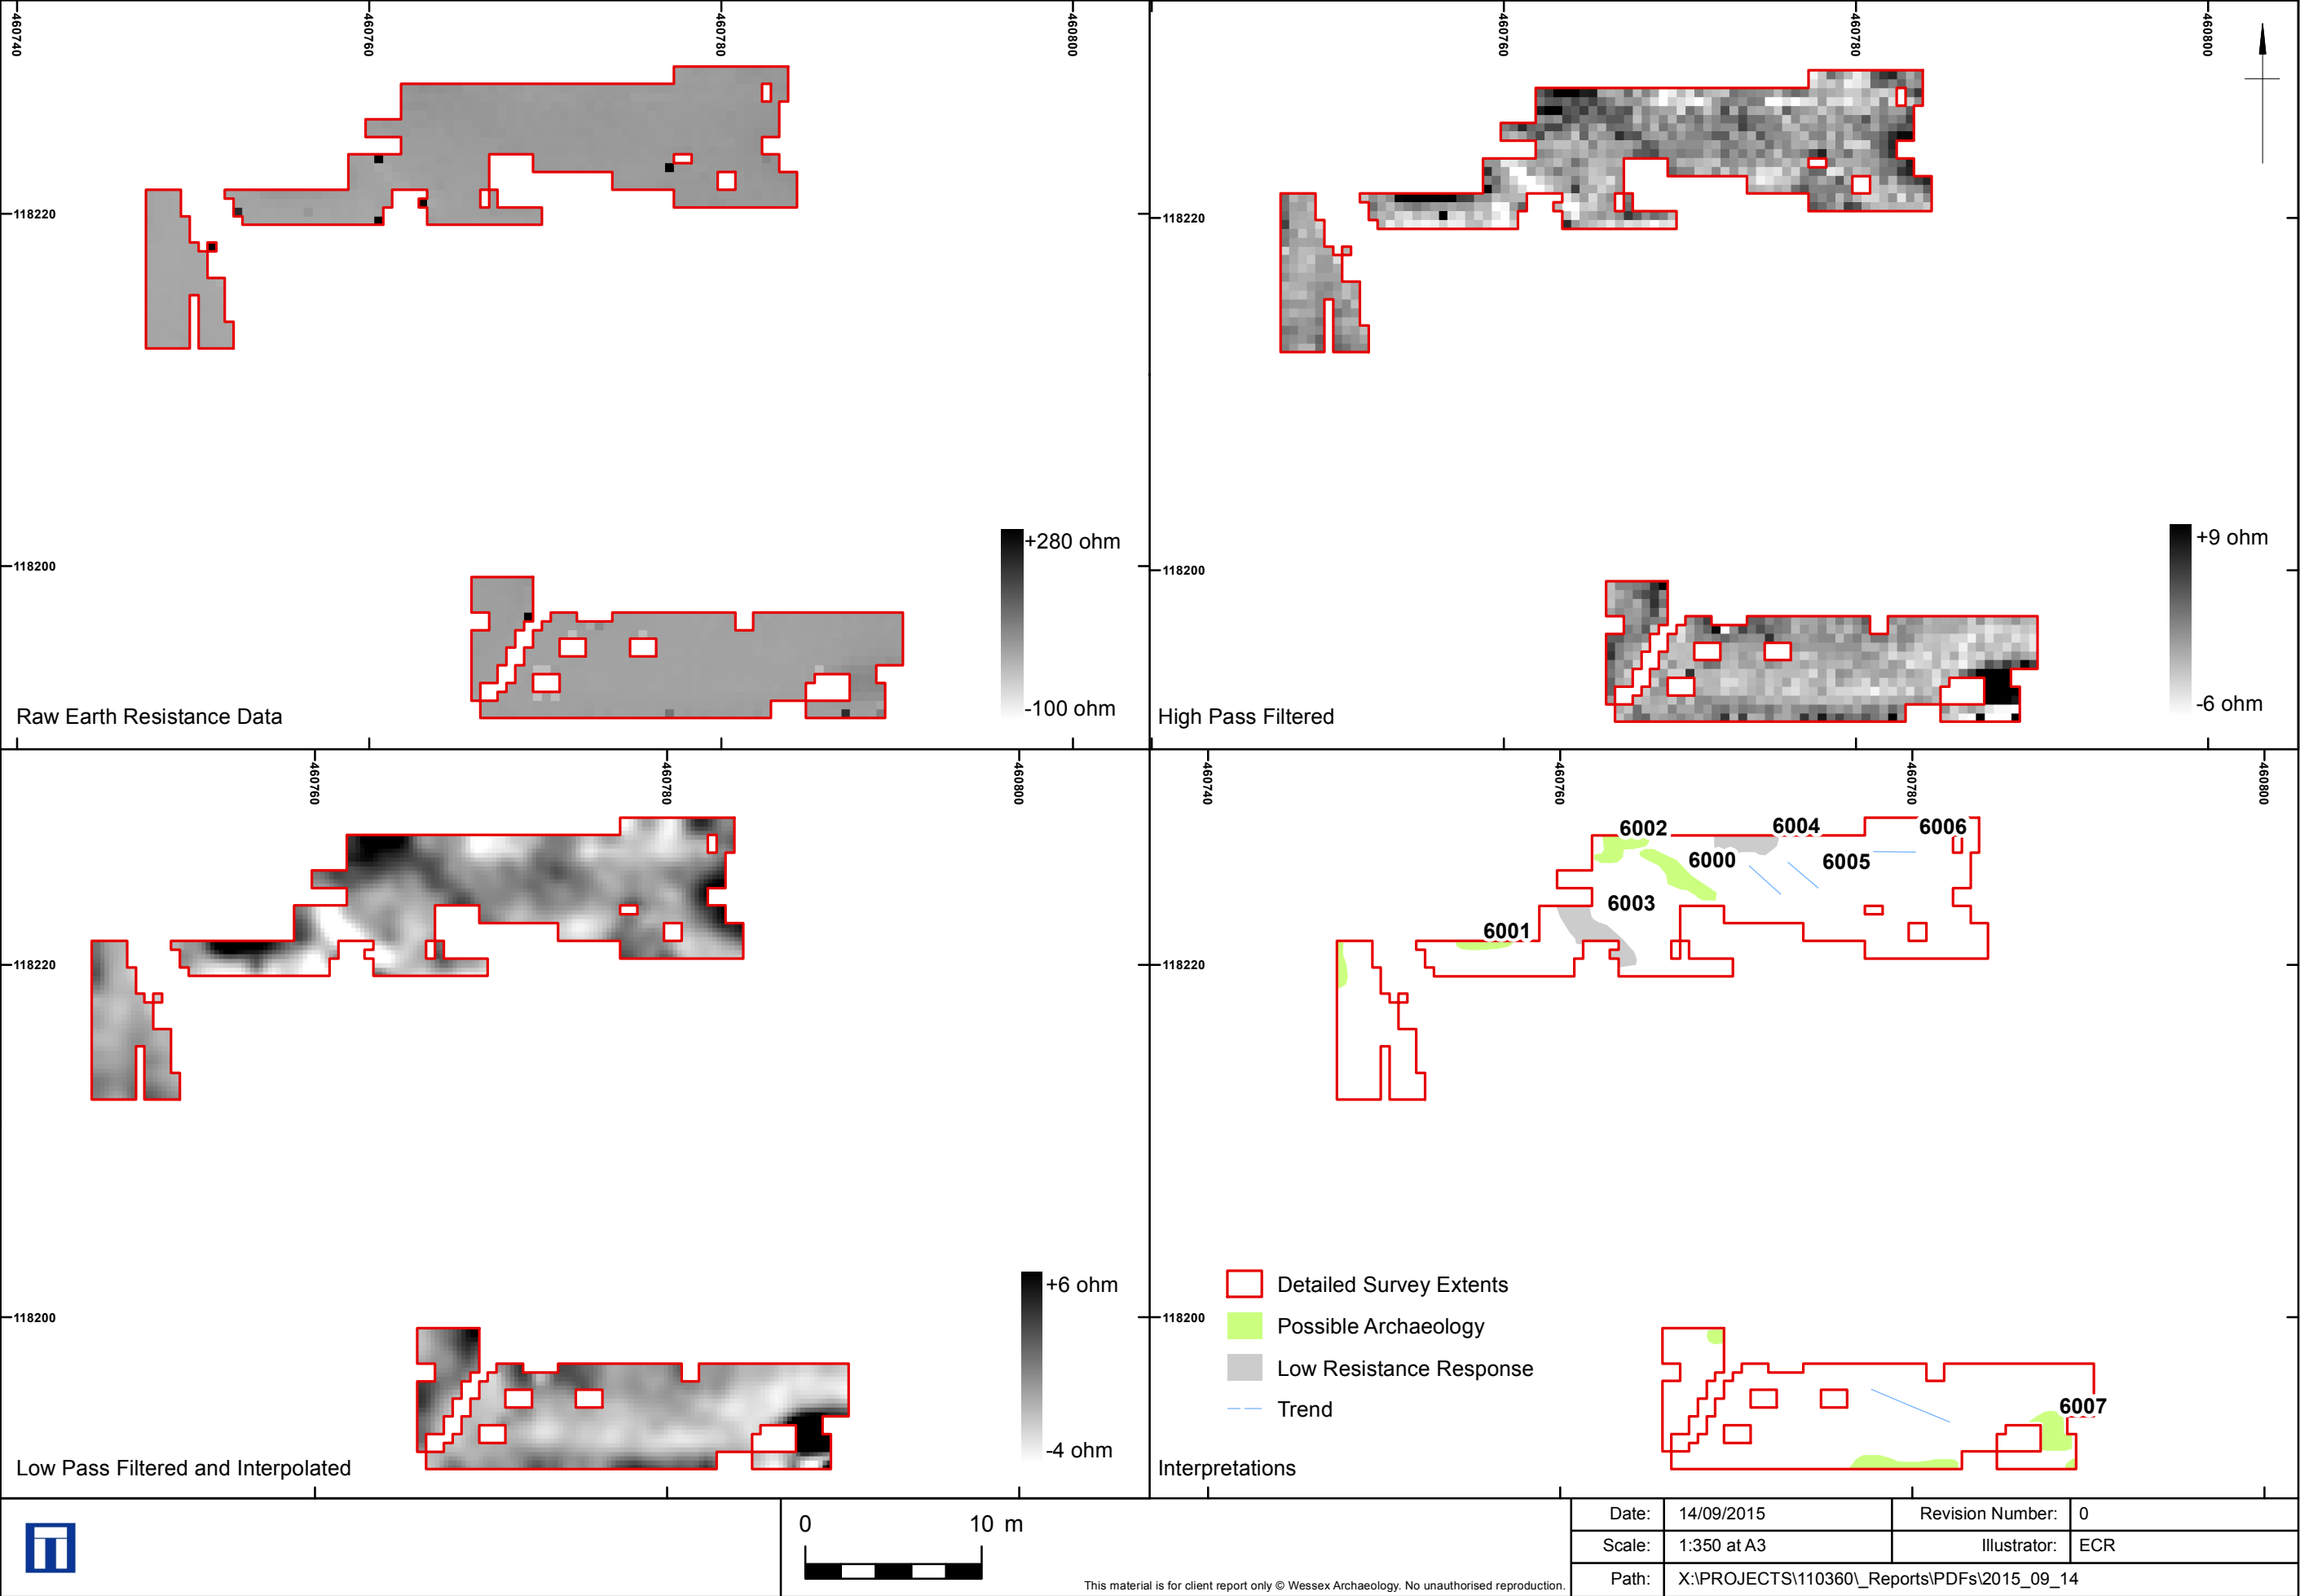 460740
460760
460780
460800
118220
118200
+280 ohm
-100 ohm
Raw Earth Resistance Data
460760
460780
460800
118220
118200
+9 ohm
-6 ohm
High Pass Filtered
460760
460780
460800
118220
118200
+6 ohm
-4 ohm
Low Pass Filtered and Interpolated
460740
460760
460780
460800
6002
6004
6006
6000
6005
6003
6001
118220
118200
Detailed Survey Extents
Possible Archaeology
Low Resistance Response
Trend
6007
Interpretations
0 10 m
This material is for client report only © Wessex Archaeology. No unauthorised reproduction.
Date: 14/09/2015 Revision Number: 0
Scale: 1:350 at A3 Illustrator: ECR
Path: X:\PROJECTS\110360\_Reports\PDFs\2015_09_14